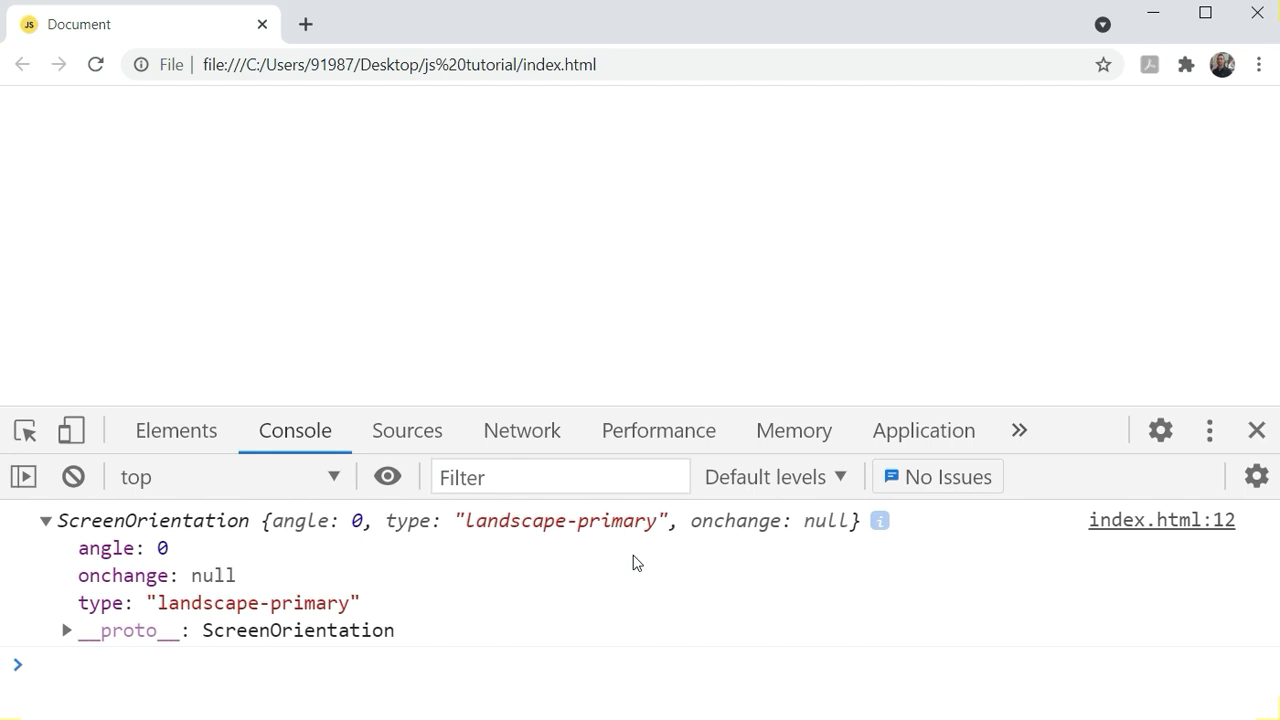 JS Document
File file:///C:/Users/91987/Desktop/js%20tutorial/index.html
Elements Console Sources Network Performance Memory Application
top Filter Default levels No Issues
ScreenOrientation {angle: 0, type: "landscape-primary", onchange: null} i index.html:12
angle: 0
onchange: null
type: "landscape-primary"
__proto__: ScreenOrientation